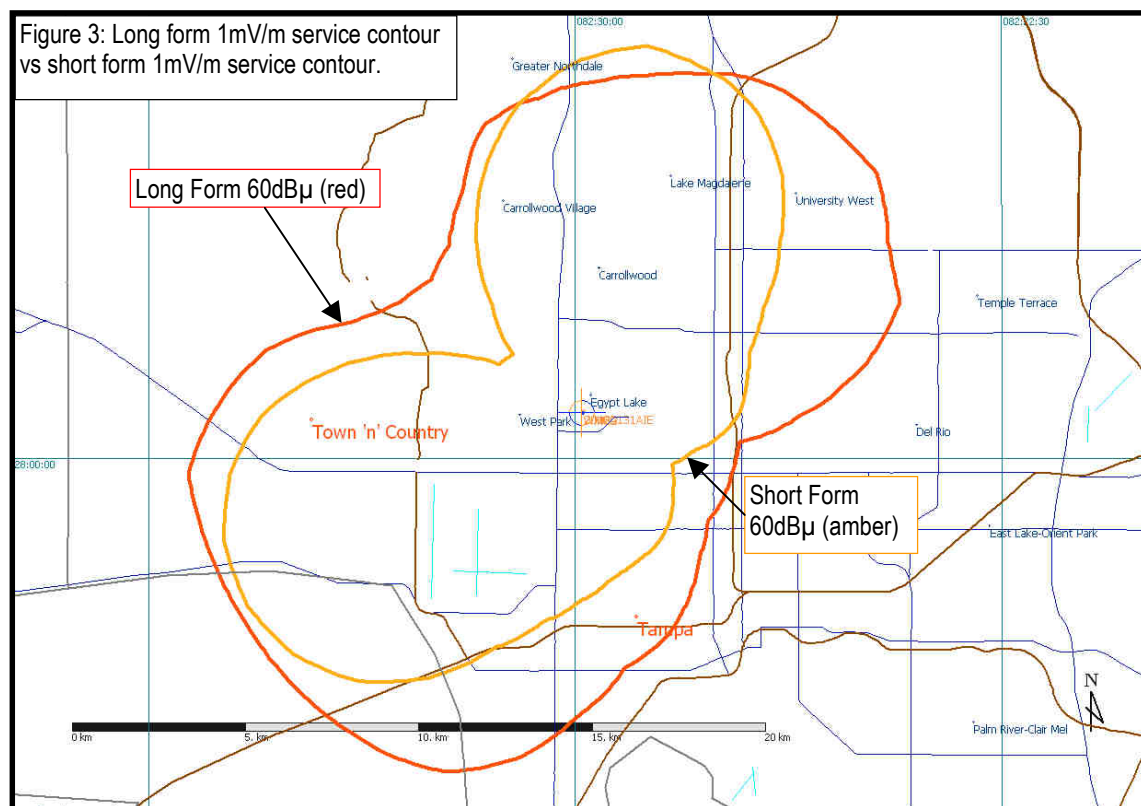 Figure 3: Long form 1mV/m service contour
vs short form 1mV/m service contour.
082:30:00
082:22:30
Greater Northdale
Long Form 60dBµ (red)
Lake Magdalene
University West
Carrollwood Village
Carrollwood
Temple Terrace
Egypt Lake
West Park
Town 'n' Country
Del Rio
28:00:00
Short Form
60dBµ (amber)
East Lake-Orient Park
Tampa
N
Palm River-Clair Mel
0 km
5. km
10. km
15. km
20 km